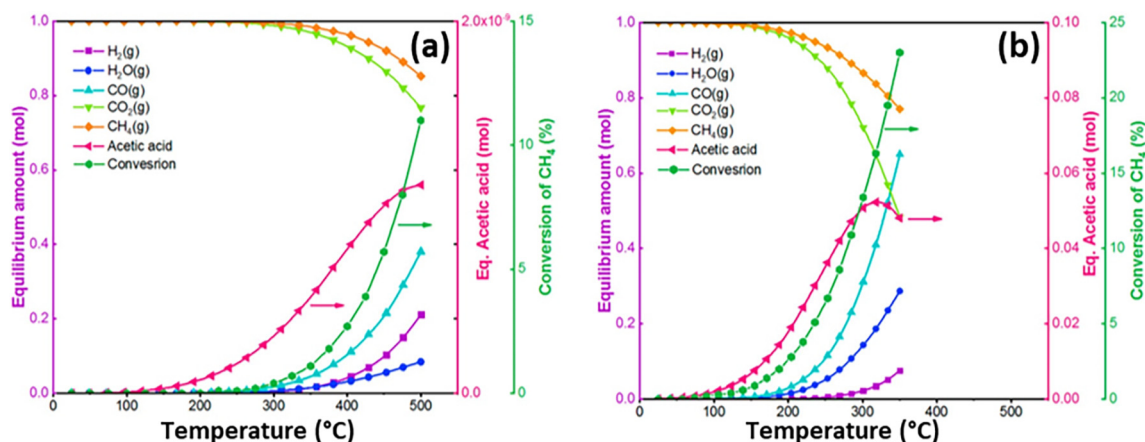 (a)
H₂(g)
H₂O(g)
CO(g)
CO₂(g)
CH₄(g)
Acetic acid
Convesrion
Equilibrium amount (mol)
1.0
0.8
0.6
0.4
0.2
0.0
0
100
200
300
400
500
Temperature (°C)
2.0x10⁻⁹
0.0
Eq. Acetic acid (mol)
15
10
5
0
Conversion of CH₄ (%)
(b)
H₂(g)
H₂O(g)
CO(g)
CO₂(g)
CH₄(g)
Acetic acid
Convesrion
Equilibrium amount (mol)
1.0
0.8
0.6
0.4
0.2
0.0
0
100
200
300
400
500
Temperature (°C)
0.10
0.08
0.06
0.04
0.02
0.00
Eq. Acetic acid (mol)
25
20
15
10
5
0
Conversion of CH₄ (%)